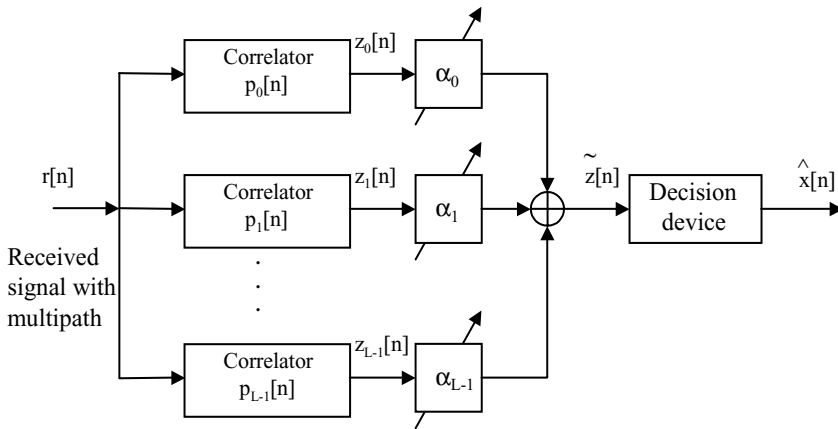 Correlator
p₀[n]
z₀[n]
α₀
r[n]
Received
signal with
multipath
Correlator
p₁[n]
z₁[n]
α₁
z̃[n]
Decision
device
x̂[n]
.
.
.
Correlator
p_{L-1}[n]
z_{L-1}[n]
α_{L-1}